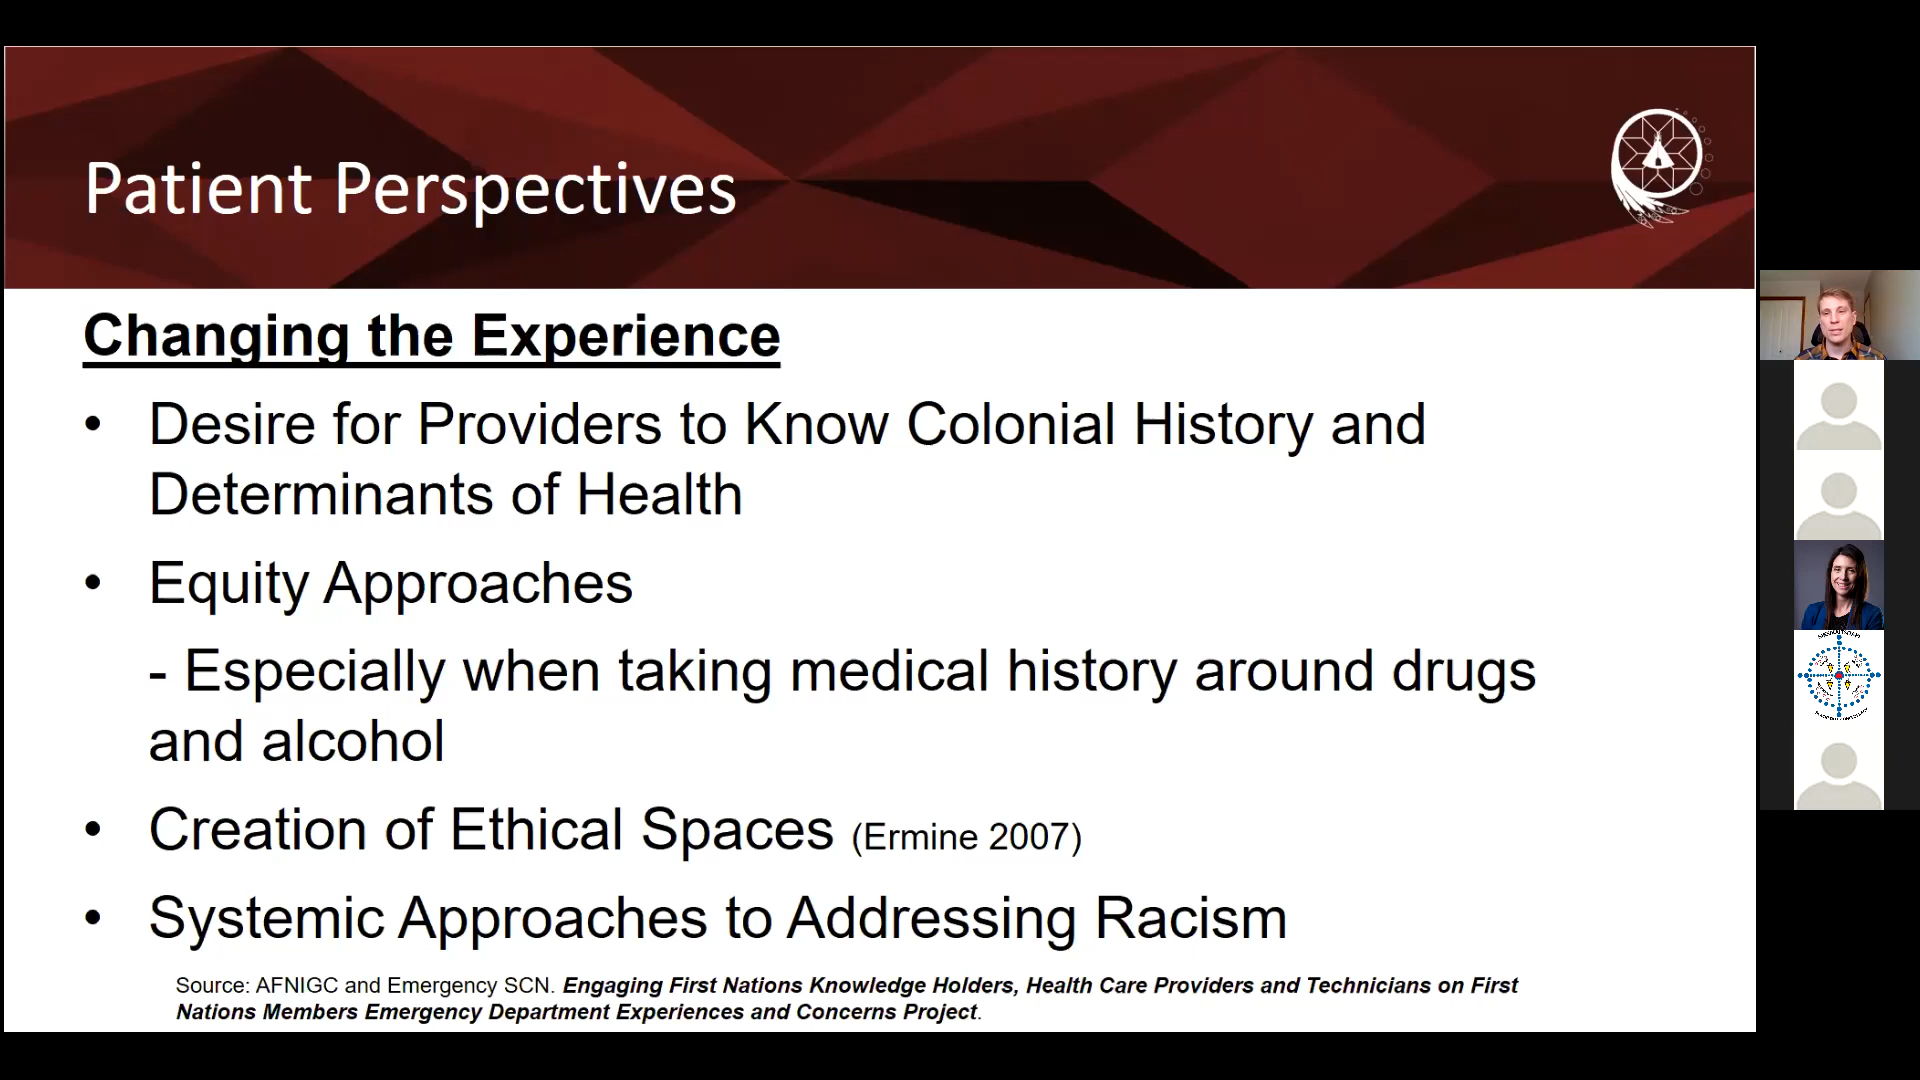 Patient Perspectives
Changing the Experience
• Desire for Providers to Know Colonial History and
Determinants of Health
• Equity Approaches
- Especially when taking medical history around drugs
and alcohol
• Creation of Ethical Spaces (Ermine 2007)
• Systemic Approaches to Addressing Racism
Source: AFNIGC and Emergency SCN. Engaging First Nations Knowledge Holders, Health Care Providers and Technicians on First
Nations Members Emergency Department Experiences and Concerns Project.